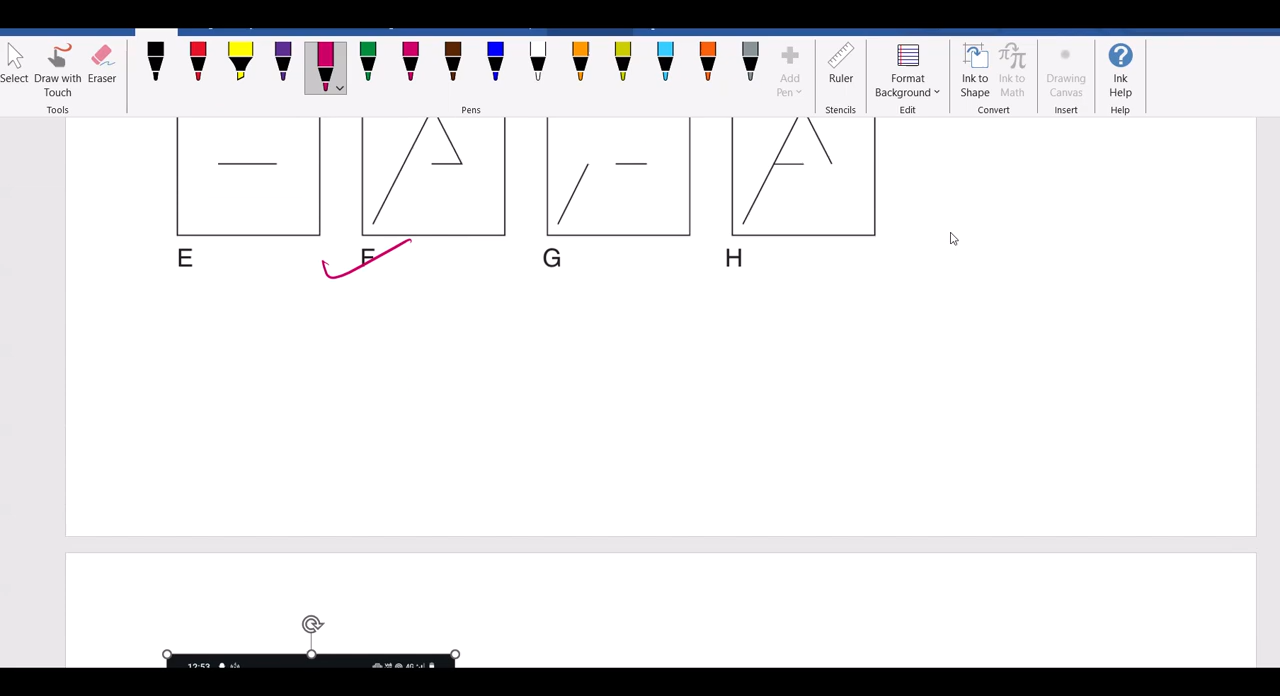 Select Draw with Touch Eraser Add Pen Ruler Format Background Ink to Shape Ink to Math Drawing Canvas Ink Help
Tools Pens Stencils Edit Convert Insert Help
E F G H
12:53 4G